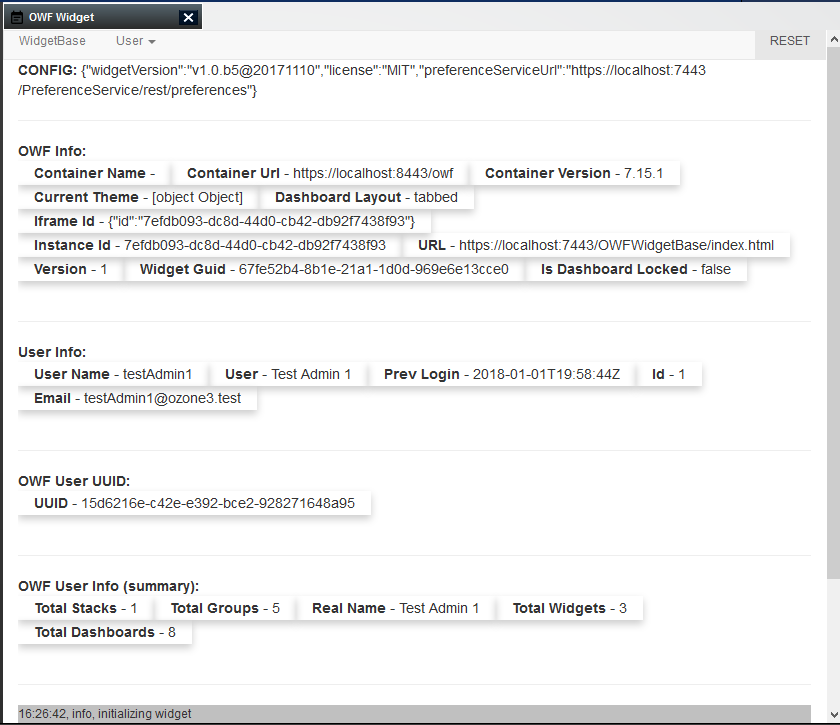 OWF Widget
WidgetBase User RESET
CONFIG: {"widgetVersion":"v1.0.b5@20171110","license":"MIT","preferenceServiceUrl":"https://localhost:7443
/PreferenceService/rest/preferences"}
OWF Info:
Container Name - Container Url - https://localhost:8443/owf Container Version - 7.15.1
Current Theme - [object Object] Dashboard Layout - tabbed
Iframe Id - {"id":"7efdb093-dc8d-44d0-cb42-db92f7438f93"}
Instance Id - 7efdb093-dc8d-44d0-cb42-db92f7438f93 URL - https://localhost:7443/OWFWidgetBase/index.html
Version - 1 Widget Guid - 67fe52b4-8b1e-21a1-1d0d-969e6e13cce0 Is Dashboard Locked - false
User Info:
User Name - testAdmin1 User - Test Admin 1 Prev Login - 2018-01-01T19:58:44Z Id - 1
Email - testAdmin1@ozone3.test
OWF User UUID:
UUID - 15d6216e-c42e-e392-bce2-928271648a95
OWF User Info (summary):
Total Stacks - 1 Total Groups - 5 Real Name - Test Admin 1 Total Widgets - 3
Total Dashboards - 8
16:26:42, info, initializing widget